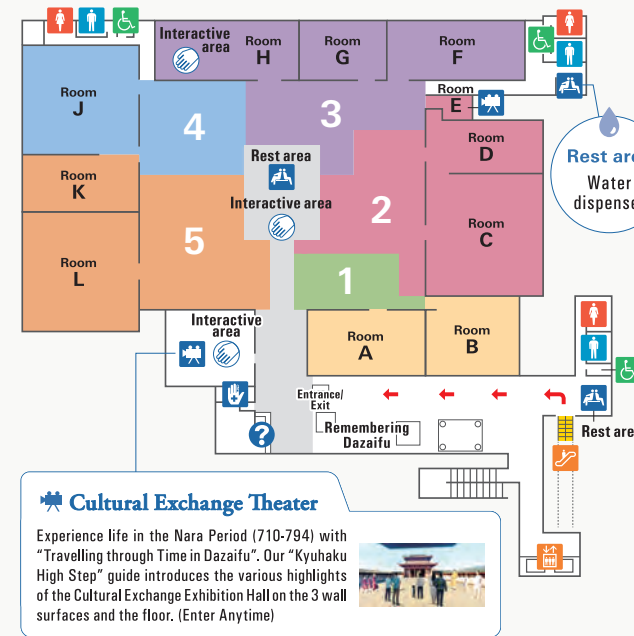 Interactive
area
Room
H
Room
G
Room
F
Room
J
4
3
Room
E
Room
D
Rest area
Water
Rest area
Interactive area
Room
K
2
Room
C
5
Room
L
1
Interactive
area
Room
A
Room
B
Entrance/
Exit
Remembering
Dazaifu
Rest area
?
Cultural Exchange Theater
Experience life in the Nara Period (710-794) with
“Travelling through Time in Dazaifu”. Our “Kyuhaku
High Step” guide introduces the various highlights
of the Cultural Exchange Exhibition Hall on the 3 wall
surfaces and the floor. (Enter Anytime)